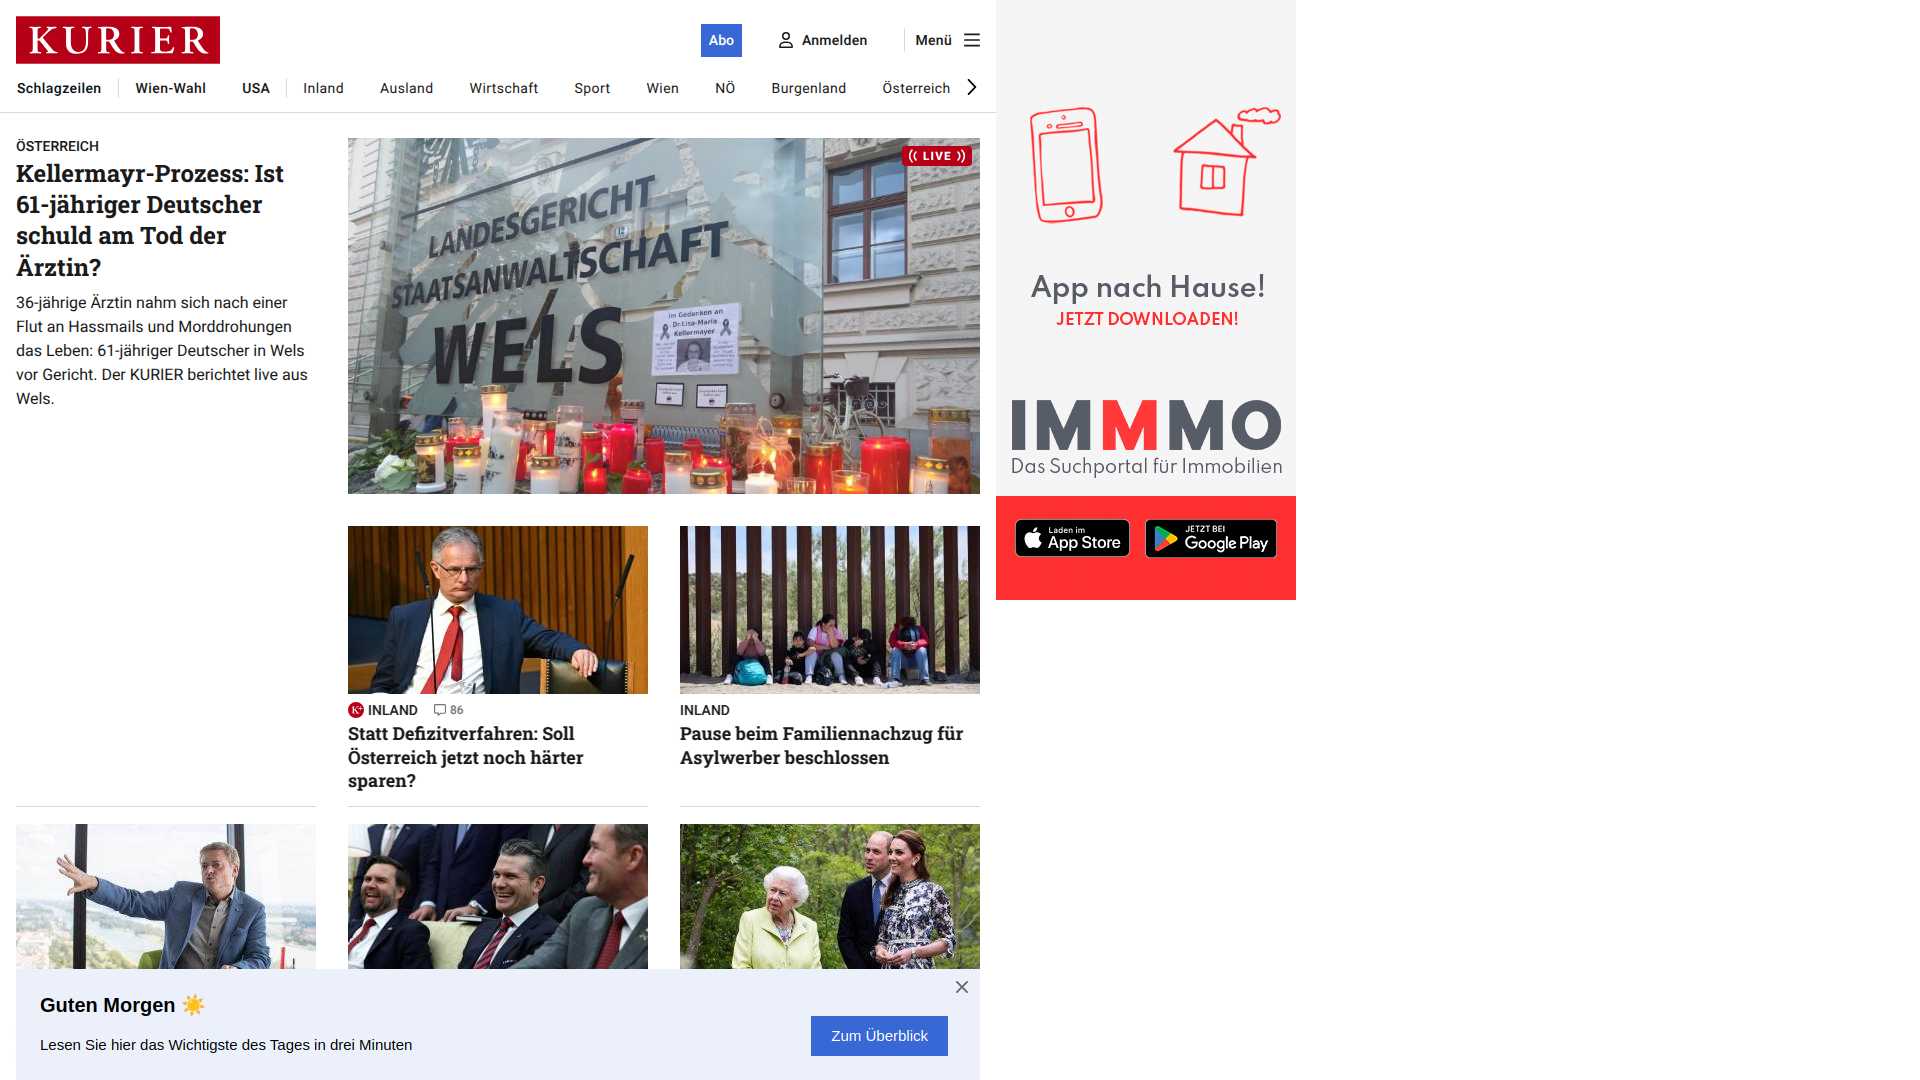 KURIER
Abo
Anmelden
Menü
Schlagzeilen
Wien-Wahl
USA
Inland
Ausland
Wirtschaft
Sport
Wien
NÖ
Burgenland
Österreich
ÖSTERREICH
Kellermayr-Prozess: Ist
61-jähriger Deutscher
schuld am Tod der
Ärztin?
36-jährige Ärztin nahm sich nach einer
Flut an Hassmails und Morddrohungen
das Leben: 61-jähriger Deutscher in Wels
vor Gericht. Der KURIER berichtet live aus
Wels.
LIVE
LANDESGERICHT
STAATSANWALTSCHAFT
WELS
Im Gedenken an
Dr. Lisa-Maria
Kellermayer
K+ INLAND
86
Statt Defizitverfahren: Soll
Österreich jetzt noch härter
sparen?
INLAND
Pause beim Familiennachzug für
Asylwerber beschlossen
Guten Morgen ☀️
Lesen Sie hier das Wichtigste des Tages in drei Minuten
Zum Überblick
App nach Hause!
JETZT DOWNLOADEN!
IMMMO
Das Suchportal für Immobilien
Laden im
App Store
JETZT BEI
Google Play